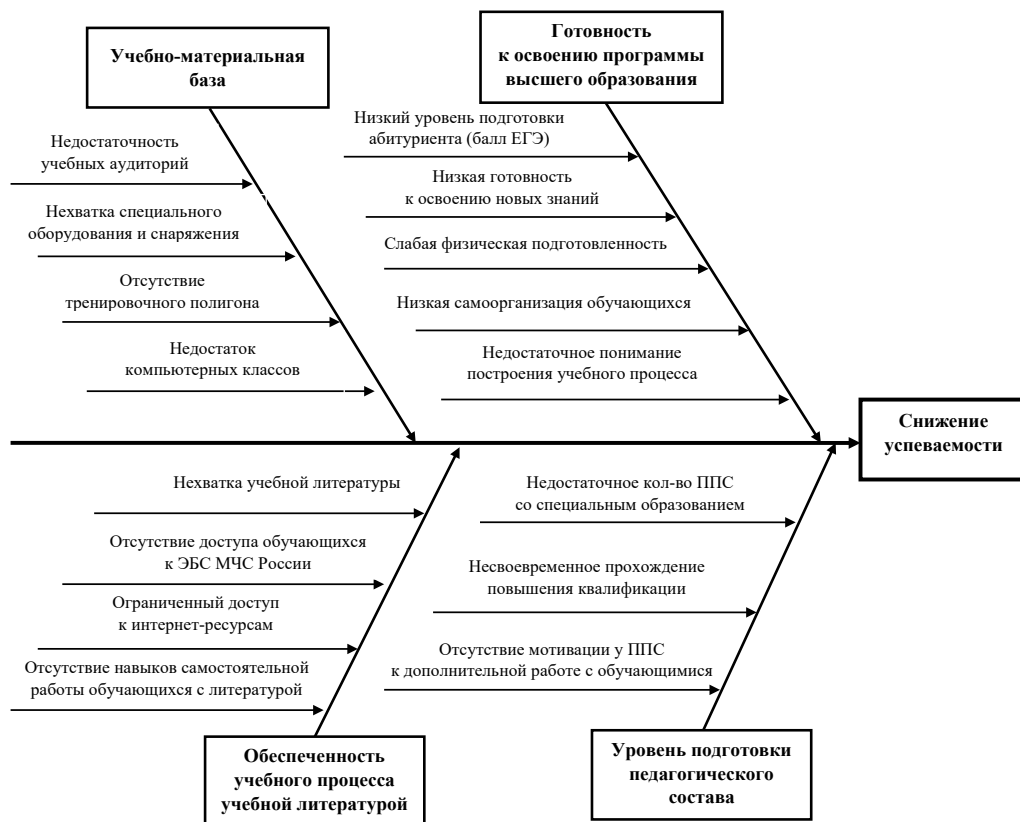 Учебно-материальная
база
Готовность
к освоению программы
высшего образования
Недостаточность
учебных аудиторий
Нехватка специального
оборудования и снаряжения
Отсутствие
тренировочного полигона
Недостаток
компьютерных классов
Низкий уровень подготовки
абитуриента (балл ЕГЭ)
Низкая готовность
к освоению новых знаний
Слабая физическая подготовленность
Низкая самоорганизация обучающихся
Недостаточное понимание
построения учебного процесса
Снижение
успеваемости
Нехватка учебной литературы
Отсутствие доступа обучающихся
к ЭБС МЧС России
Ограниченный доступ
к интернет-ресурсам
Отсутствие навыков самостоятельной
работы обучающихся с литературой
Недостаточное кол-во ППС
со специальным образованием
Несвоевременное прохождение
повышения квалификации
Отсутствие мотивации у ППС
к дополнительной работе с обучающимися
Обеспеченность
учебного процесса
учебной литературой
Уровень подготовки
педагогического
состава